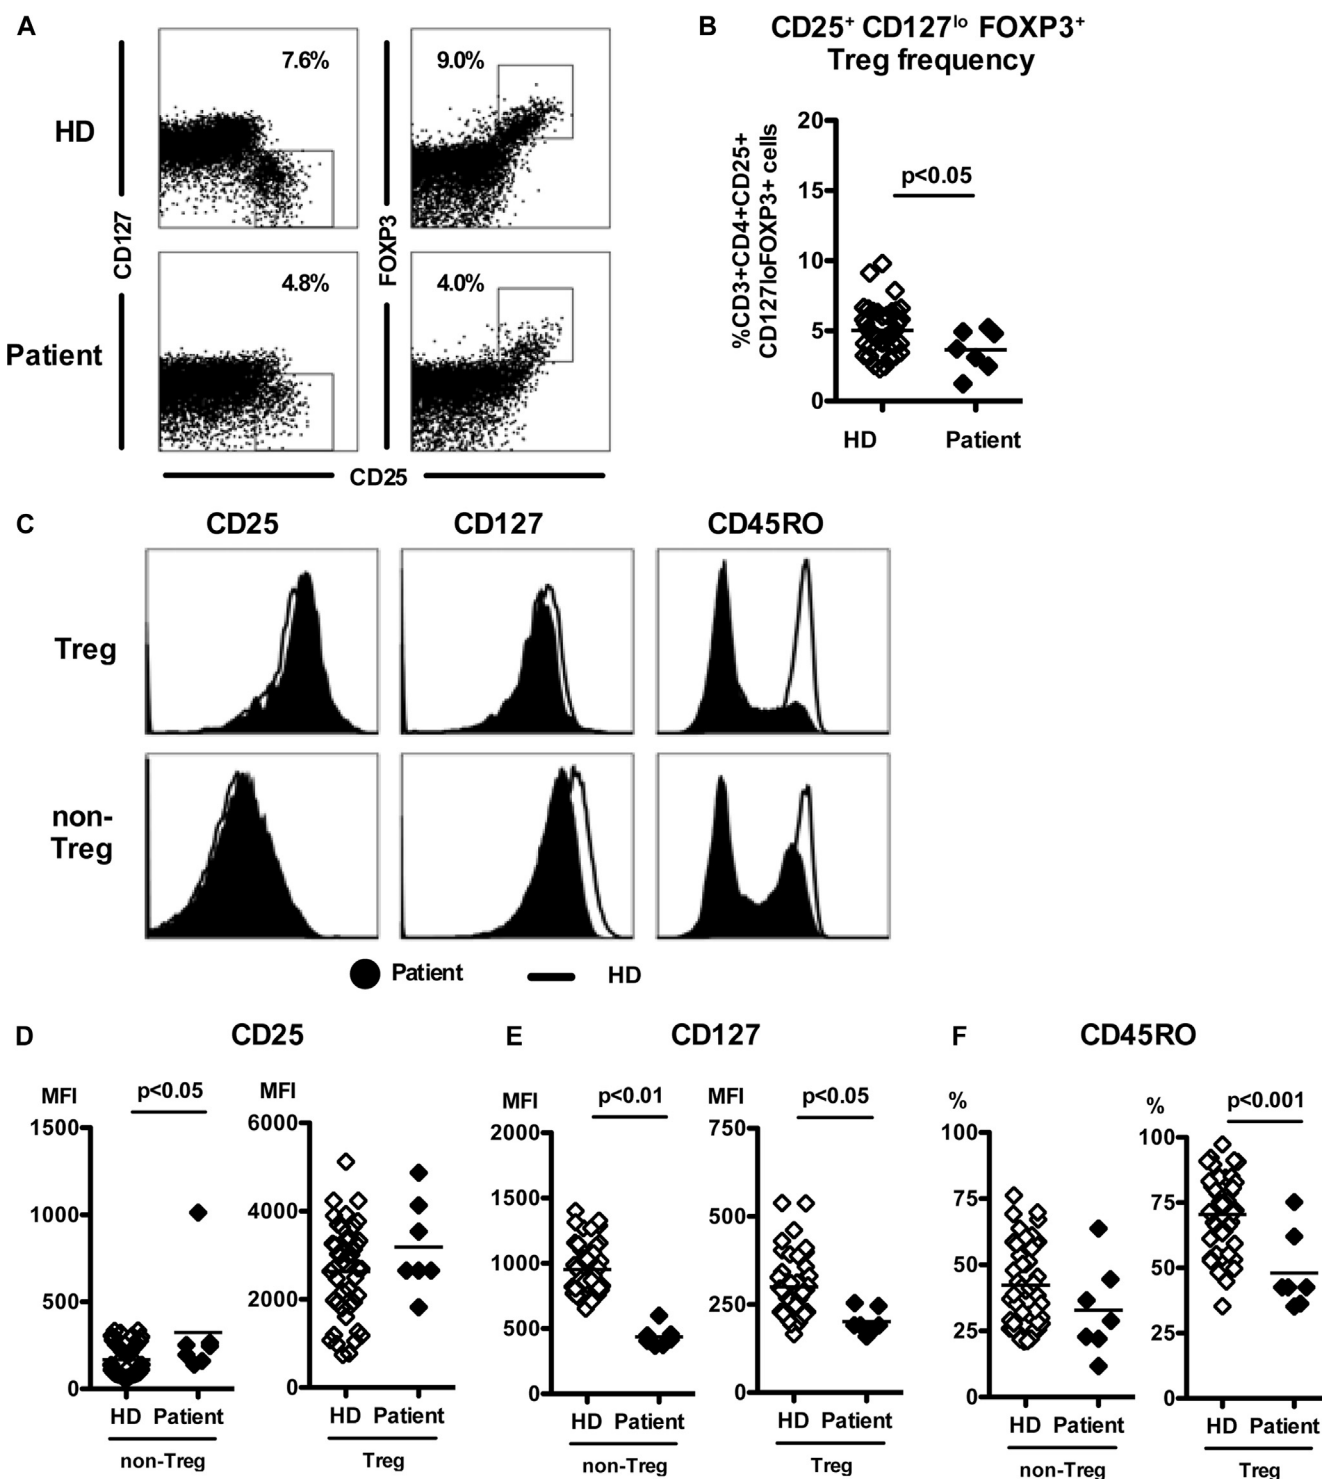 A
HD
Patient
CD127
7.6%
4.8%
FOXP3
9.0%
4.0%
CD25
B
CD25⁺ CD127ˡᵒ FOXP3⁺
Treg frequency
%CD3+CD4+CD25+
CD127loFOXP3+ cells
20
15
10
5
0
p<0.05
HD
Patient
C
CD25
CD127
CD45RO
Treg
non-
Treg
Patient
HD
D
CD25
MFI
p<0.05
1500
1000
500
0
HD Patient
non-Treg
MFI
6000
4000
2000
0
HD Patient
Treg
E
CD127
MFI
p<0.01
2000
1500
1000
500
0
HD Patient
non-Treg
MFI
p<0.05
750
500
250
0
HD Patient
Treg
F
CD45RO
%
100
75
50
25
0
HD Patient
non-Treg
%
p<0.001
100
75
50
25
0
HD Patient
Treg